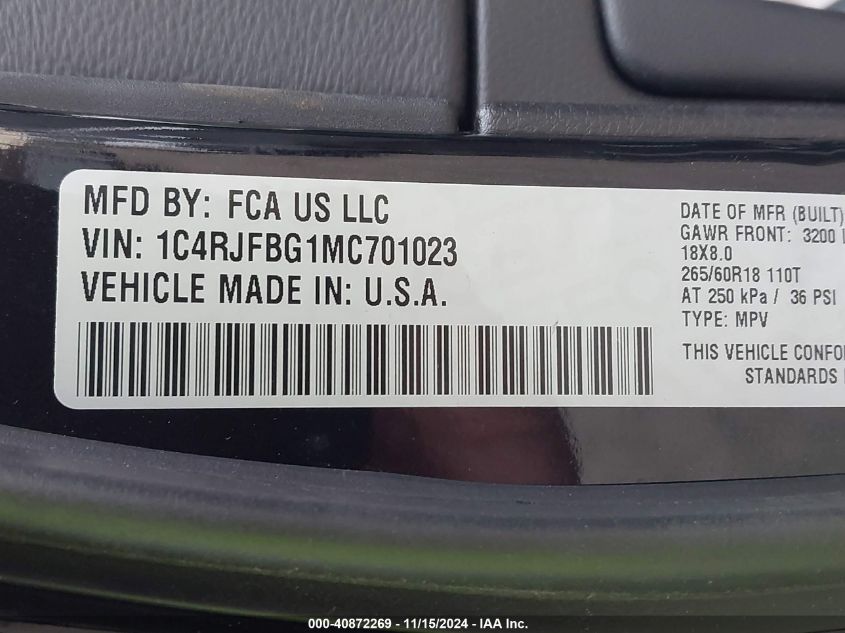 MFD BY: FCA US LLC
VIN: 1C4RJFBG1MC701023
VEHICLE MADE IN: U.S.A.
DATE OF MFR (BUILT)
GAWR FRONT: 3200
18X8.0
265/60R18 110T
AT 250 kPa / 36 PSI
TYPE: MPV
THIS VEHICLE
STANDARDS
000-40872269 - 11/15/2024 - IAA Inc.